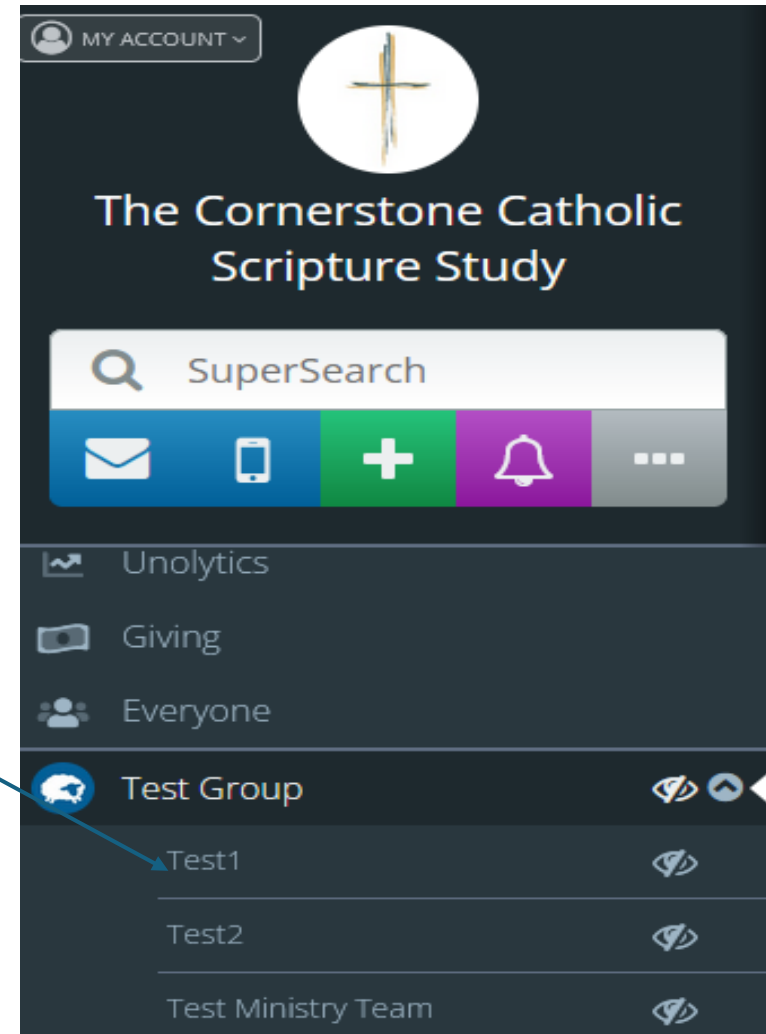 MY ACCOUNT
The Cornerstone Catholic
Scripture Study
SuperSearch
Unolytics
Giving
Everyone
Test Group
Test1
Test2
Test Ministry Team